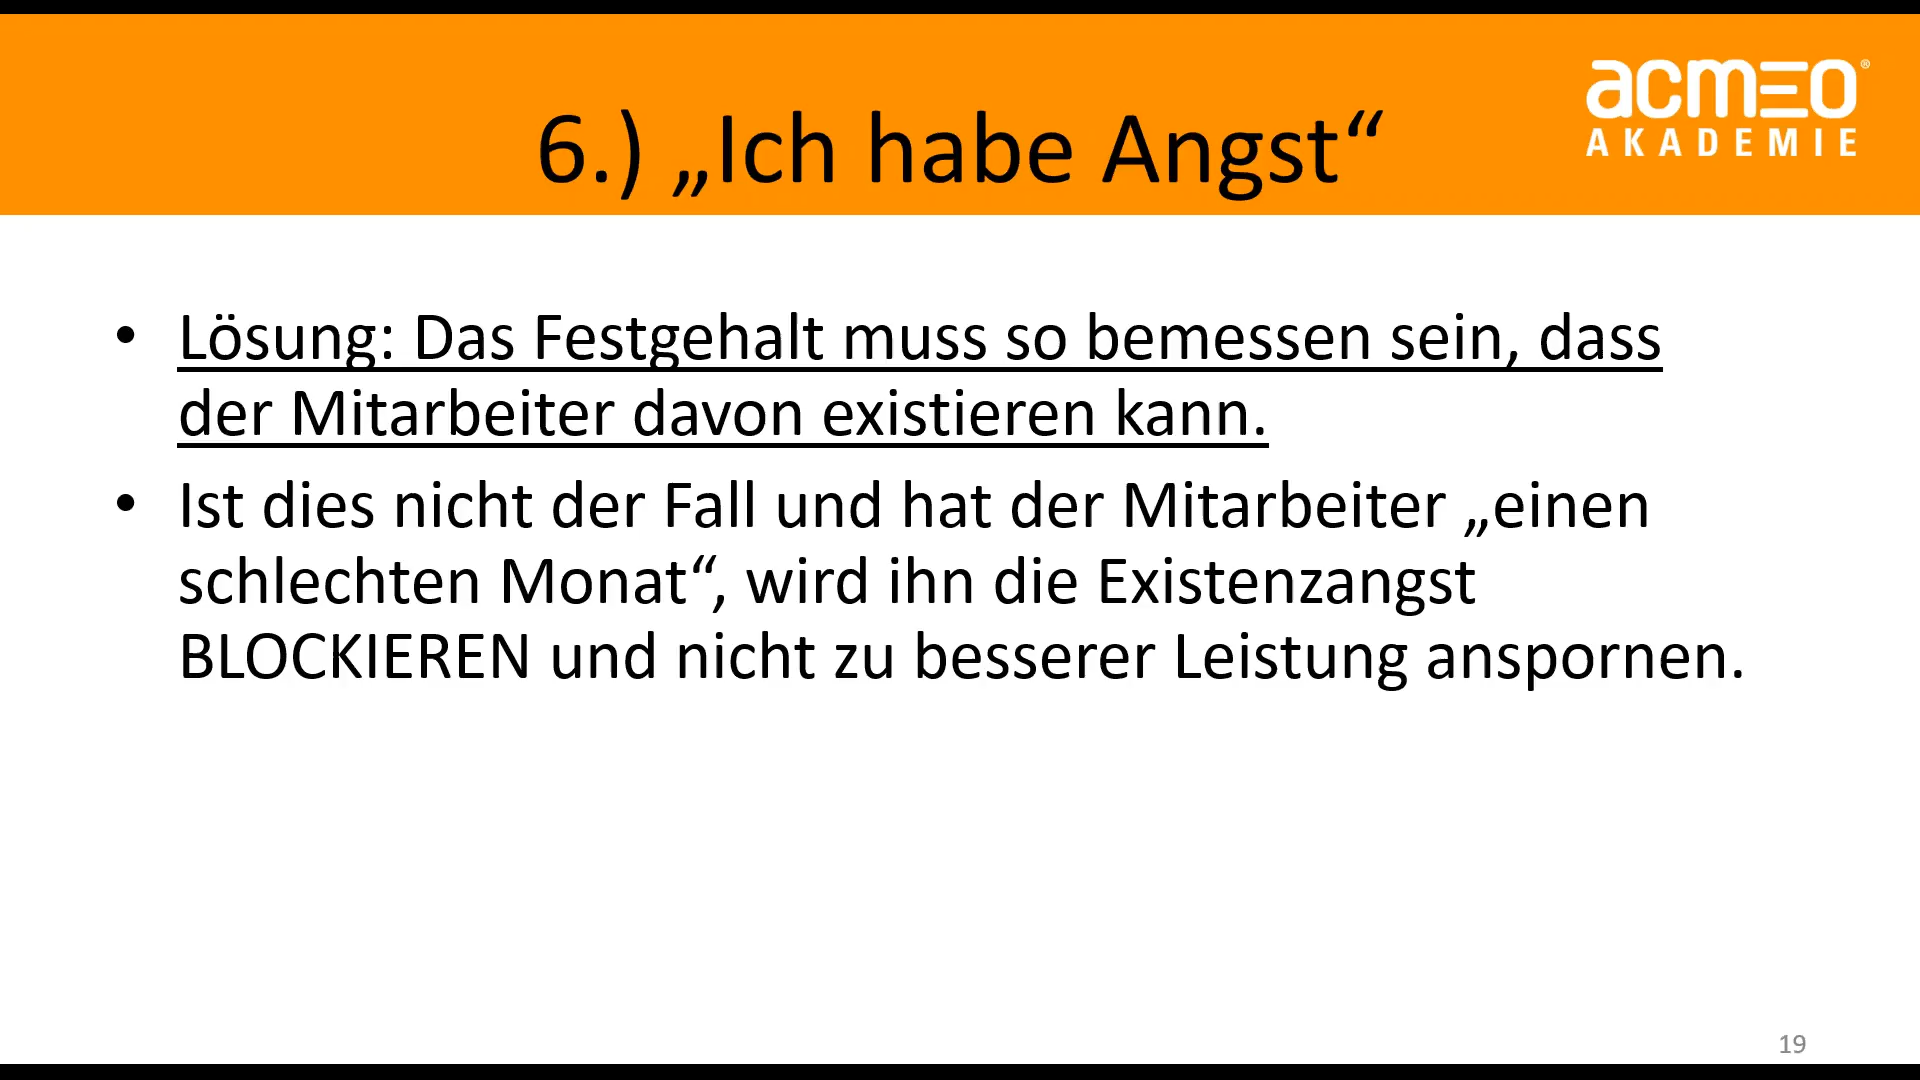 acmeo®
AKADEMIE
6.) „Ich habe Angst“
• Lösung: Das Festgehalt muss so bemessen sein, dass
der Mitarbeiter davon existieren kann.
• Ist dies nicht der Fall und hat der Mitarbeiter „einen
schlechten Monat“, wird ihn die Existenzangst
BLOCKIEREN und nicht zu besserer Leistung anspornen.
19